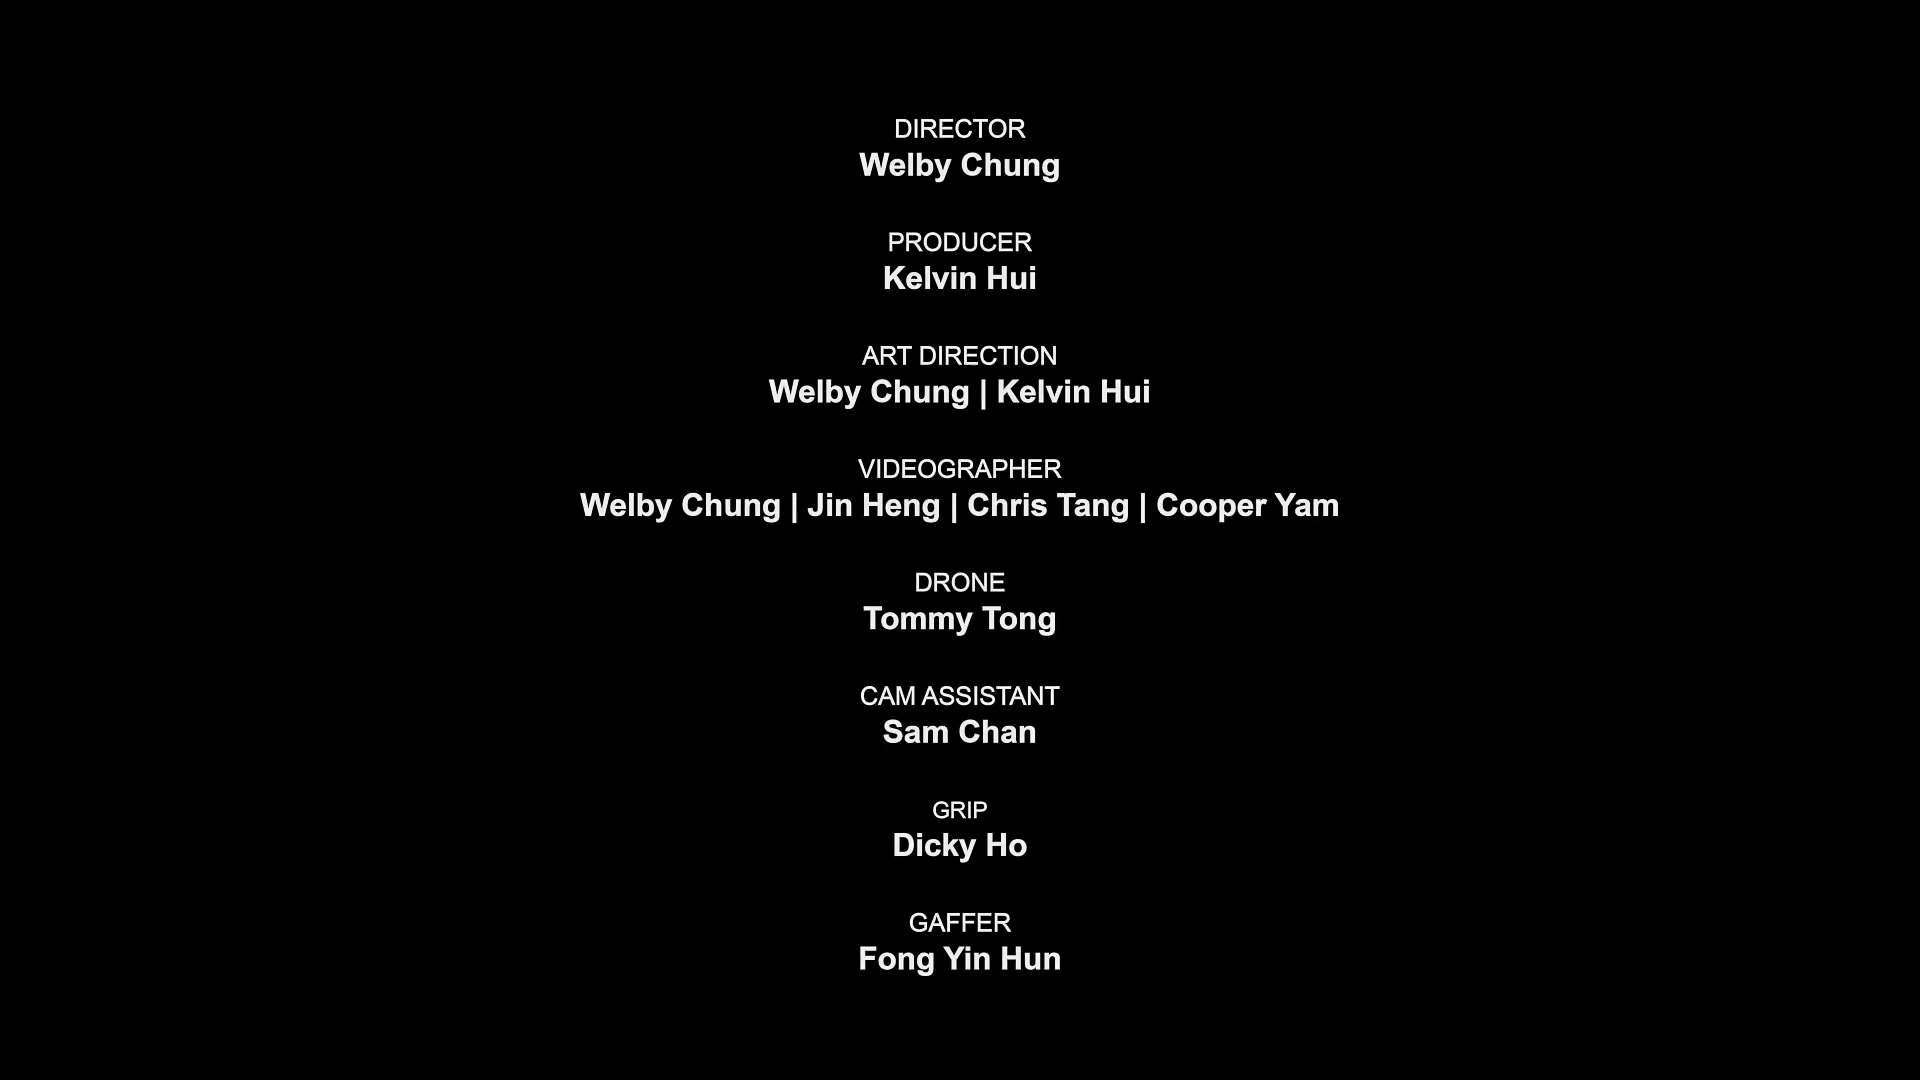 DIRECTOR
Welby Chung
PRODUCER
Kelvin Hui
ART DIRECTION
Welby Chung | Kelvin Hui
VIDEOGRAPHER
Welby Chung | Jin Heng | Chris Tang | Cooper Yam
DRONE
Tommy Tong
CAM ASSISTANT
Sam Chan
GRIP
Dicky Ho
GAFFER
Fong Yin Hun